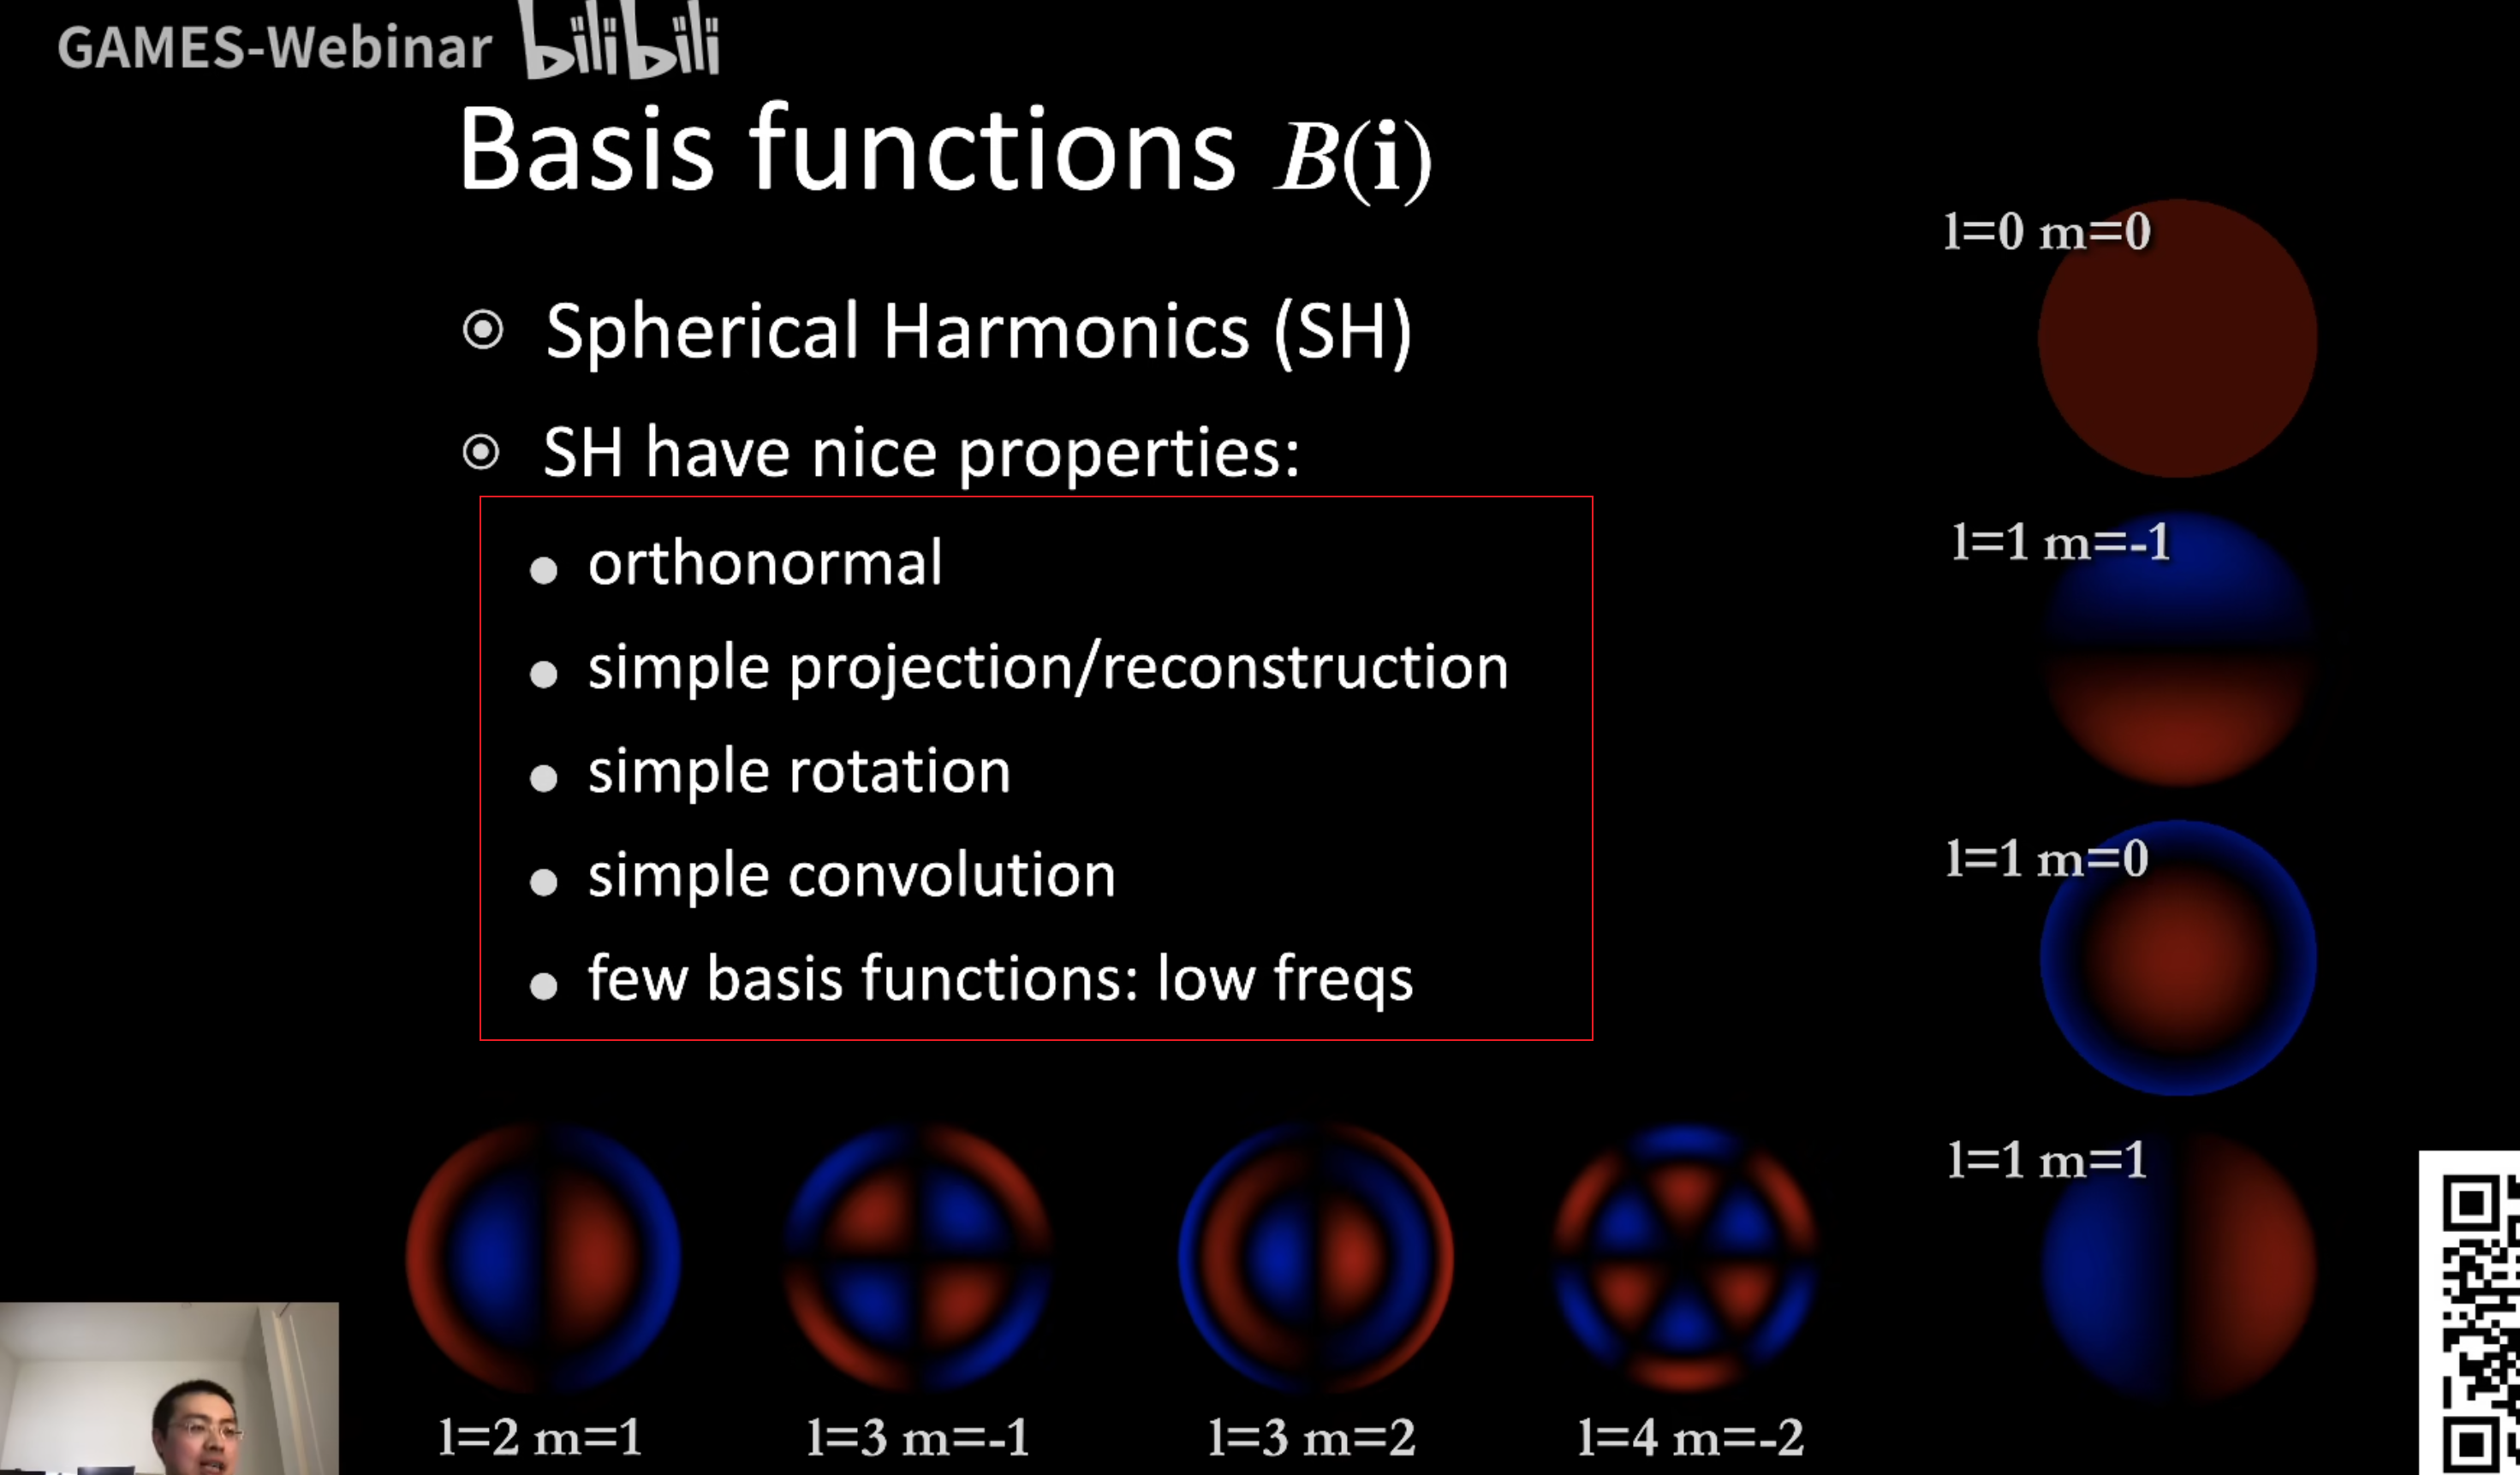 GAMES-Webinar bilibili
Basis functions B(i)
Spherical Harmonics (SH)
SH have nice properties:
orthonormal
simple projection/reconstruction
simple rotation
simple convolution
few basis functions: low freqs
l=0 m=0
l=1 m=-1
l=1 m=0
l=1 m=1
l=2 m=1
l=3 m=-1
l=3 m=2
l=4 m=-2